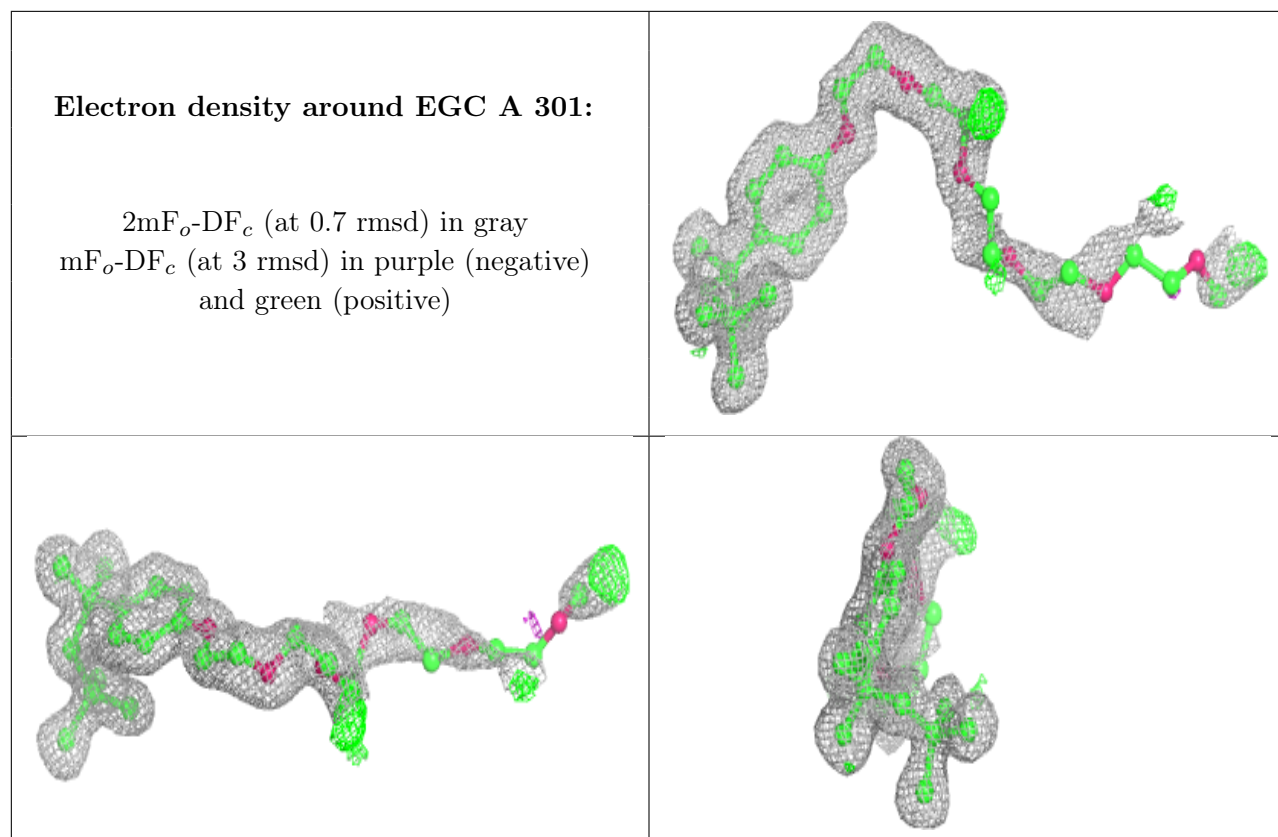 Electron density around EGC A 301:
2mFₒ-DF𝒸 (at 0.7 rmsd) in gray
mFₒ-DF𝒸 (at 3 rmsd) in purple (negative)
and green (positive)